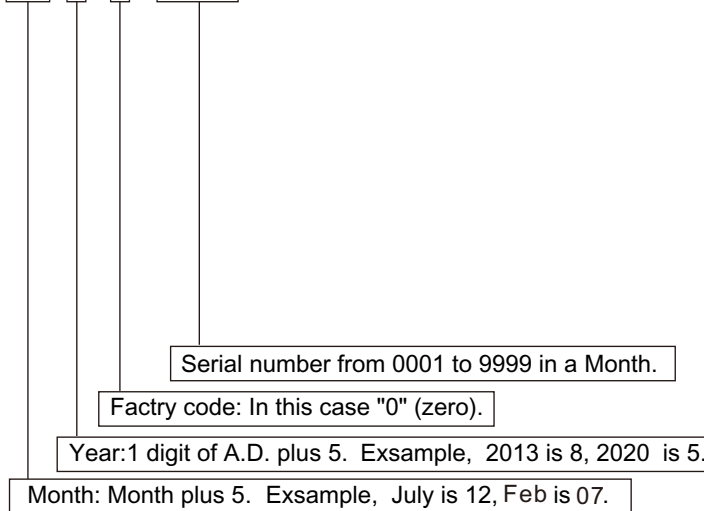 Serial number from 0001 to 9999 in a Month.
Factry code: In this case "0" (zero).
Year:1 digit of A.D. plus 5. Exsample, 2013 is 8, 2020 is 5.
Month: Month plus 5. Exsample, July is 12, Feb is 07.